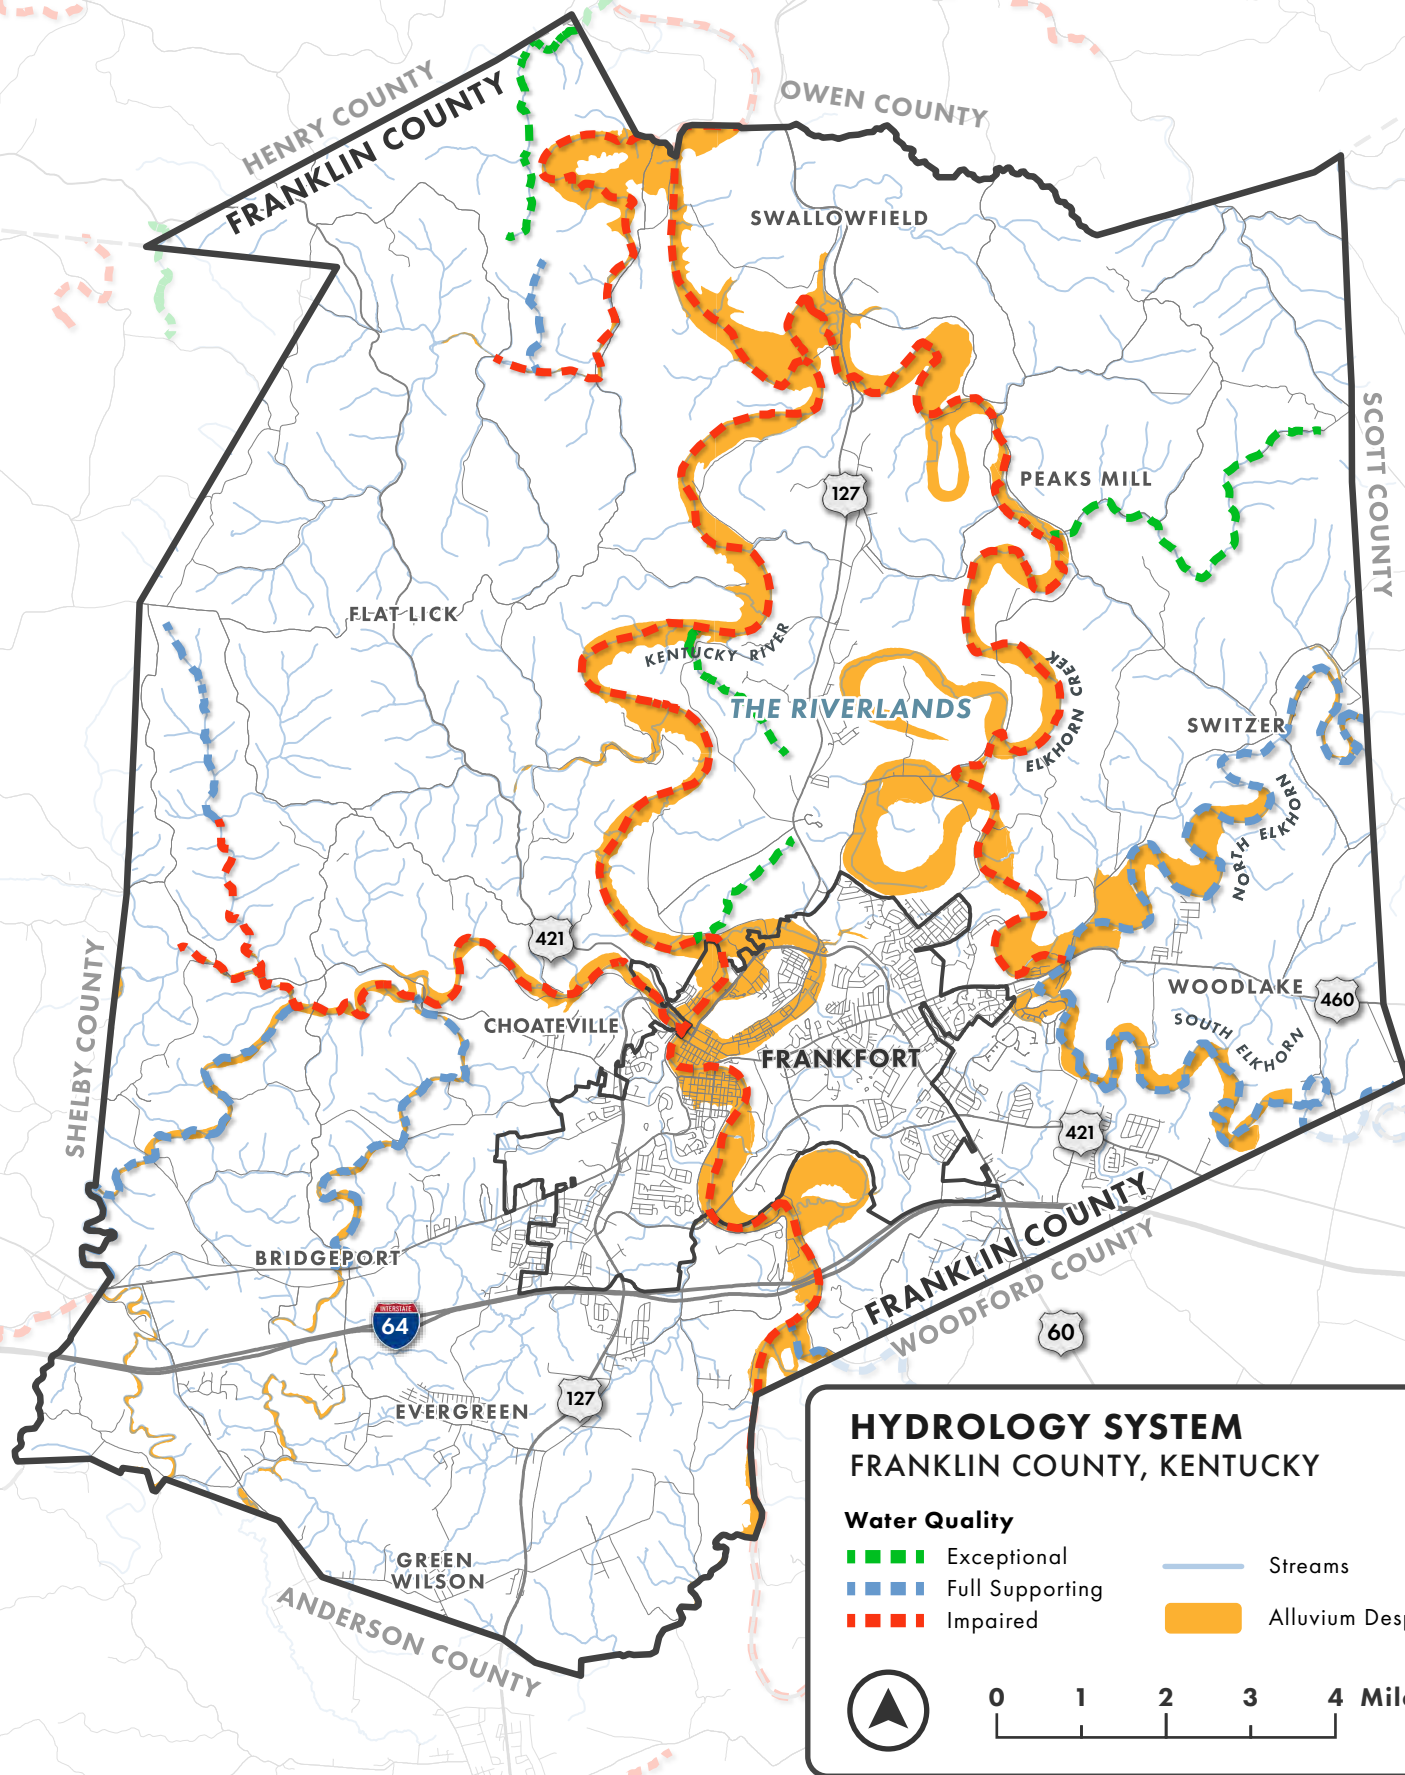 HENRY COUNTY
FRANKLIN COUNTY
OWEN COUNTY
SWALLOWFIELD
SCOTT COUNTY
PEAKS MILL
127
FLAT LICK
KENTUCKY RIVER
THE RIVERLANDS
ELKHORN CREEK
SWITZER
NORTH ELKHORN
421
SHELBY COUNTY
CHOATEVILLE
WOODLAKE
460
SOUTH ELKHORN
FRANKFORT
421
BRIDGEPORT
FRANKLIN COUNTY
WOODFORD COUNTY
INTERSTATE
64
60
127
EVERGREEN
GREEN
WILSON
ANDERSON COUNTY
HYDROLOGY SYSTEM
FRANKLIN COUNTY, KENTUCKY
Water Quality
Exceptional
Full Supporting
Impaired
Streams
Alluvium Desp
0 1 2 3 4 Mil